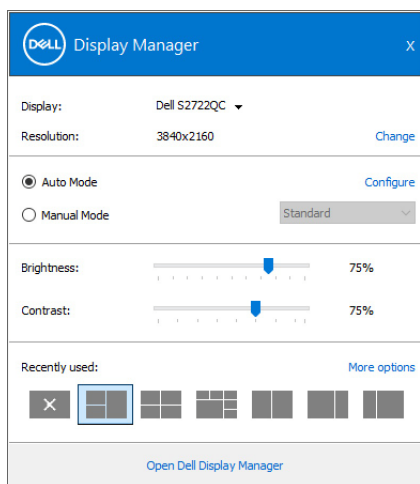 DELL Display Manager X
Display: Dell S2722QC
Resolution: 3840x2160 Change
Auto Mode Configure
Manual Mode Standard
Brightness: 75%
Contrast: 75%
Recently used: More options
Open Dell Display Manager